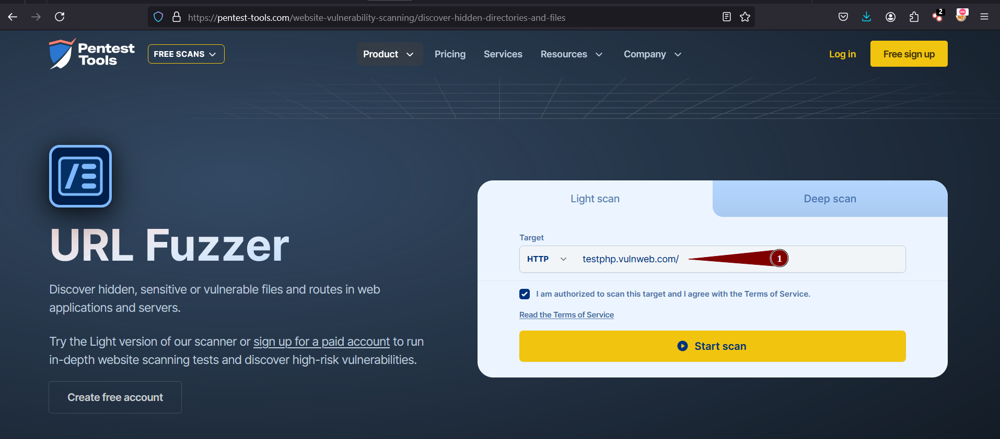 https://pentest-tools.com/website-vulnerability-scanning/discover-hidden-directories-and-files
2
Pentest
Tools
FREE SCANS
Product
Pricing
Services
Resources
Company
Log in
Free sign up
URL Fuzzer
Discover hidden, sensitive or vulnerable files and routes in web
applications and servers.
Try the Light version of our scanner or sign up for a paid account to run
in-depth website scanning tests and discover high-risk vulnerabilities.
Create free account
Light scan
Deep scan
Target
HTTP
testphp.vulnweb.com/
1
I am authorized to scan this target and I agree with the Terms of Service.
Read the Terms of Service
Start scan